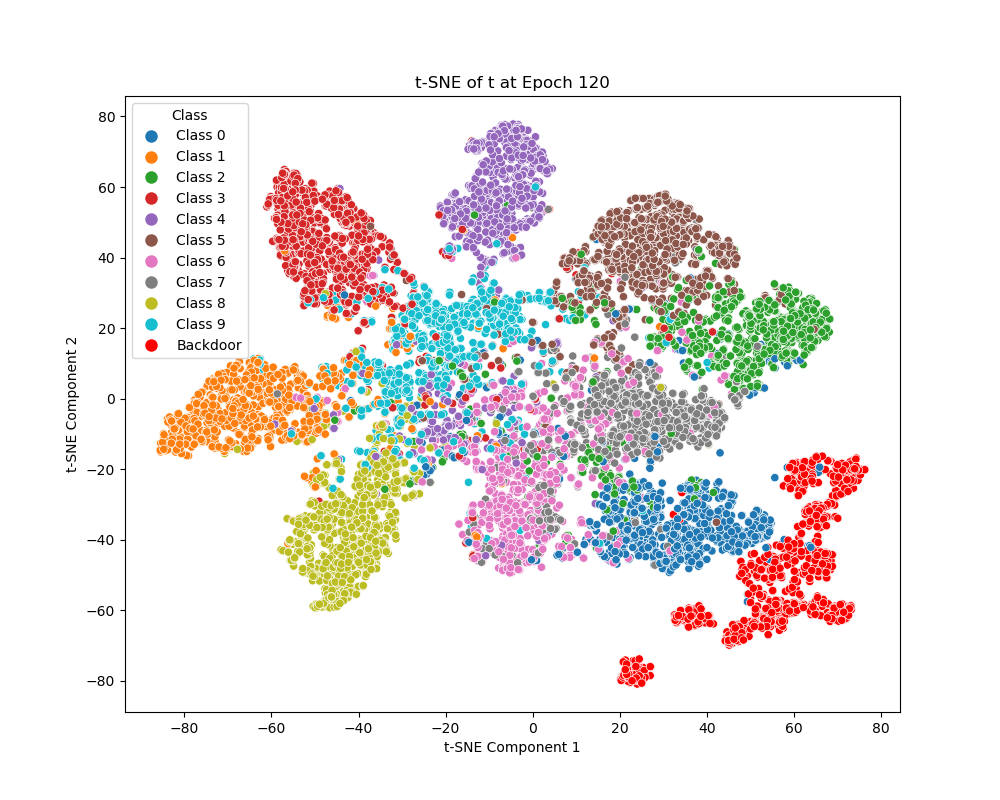 t-SNE of t at Epoch 120
Class
Class 0
Class 1
Class 2
Class 3
Class 4
Class 5
Class 6
Class 7
Class 8
Class 9
Backdoor
80
60
40
20
0
−20
−40
−60
−80
t-SNE Component 2
−80 −60 −40 −20 0 20 40 60 80
t-SNE Component 1